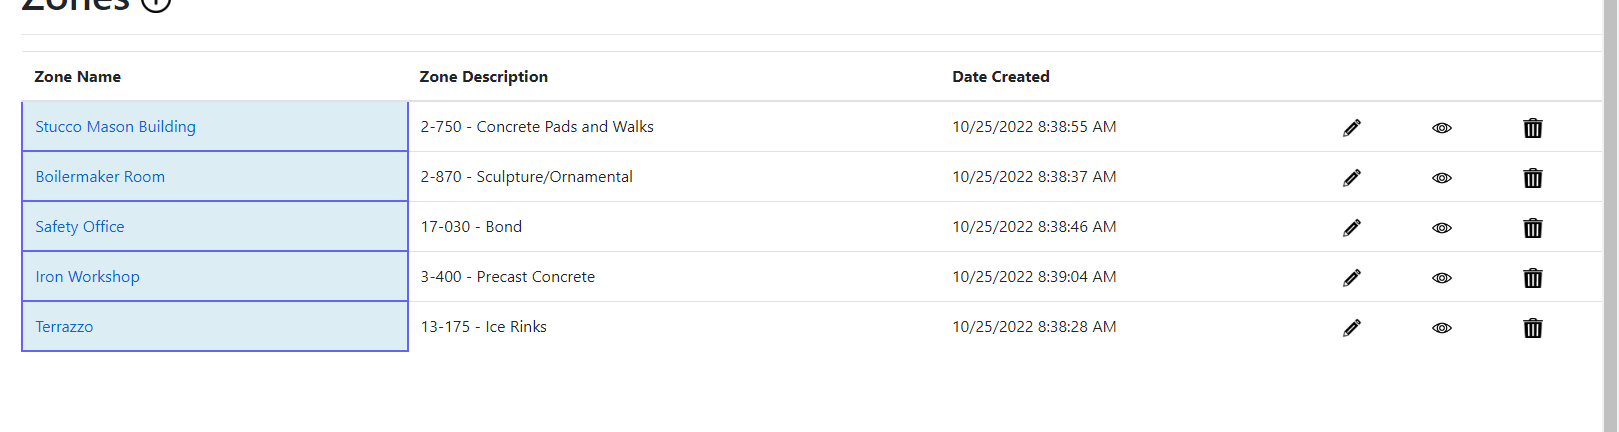 Zones
Zone Name Zone Description Date Created
Stucco Mason Building 2-750 - Concrete Pads and Walks 10/25/2022 8:38:55 AM
Boilermaker Room 2-870 - Sculpture/Ornamental 10/25/2022 8:38:37 AM
Safety Office 17-030 - Bond 10/25/2022 8:38:46 AM
Iron Workshop 3-400 - Precast Concrete 10/25/2022 8:39:04 AM
Terrazzo 13-175 - Ice Rinks 10/25/2022 8:38:28 AM